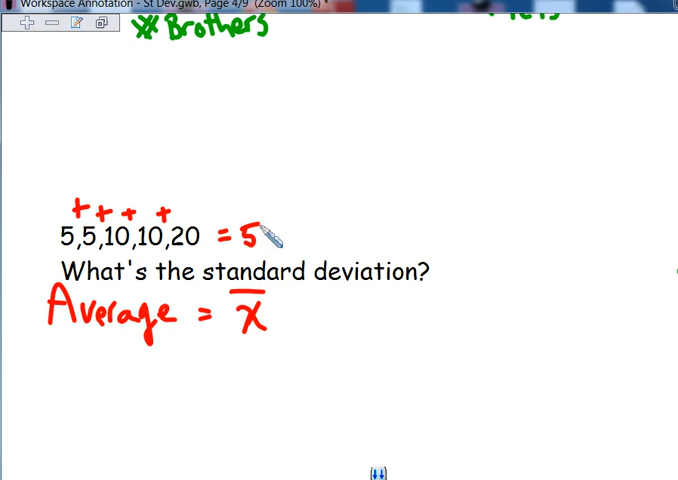 Workspace Annotation - St Dev.gwb, Page 4/9 (Zoom 100%) *
# Brothers
+ + + +
5,5,10,10,20 = 5
What's the standard deviation?
Average = x̅